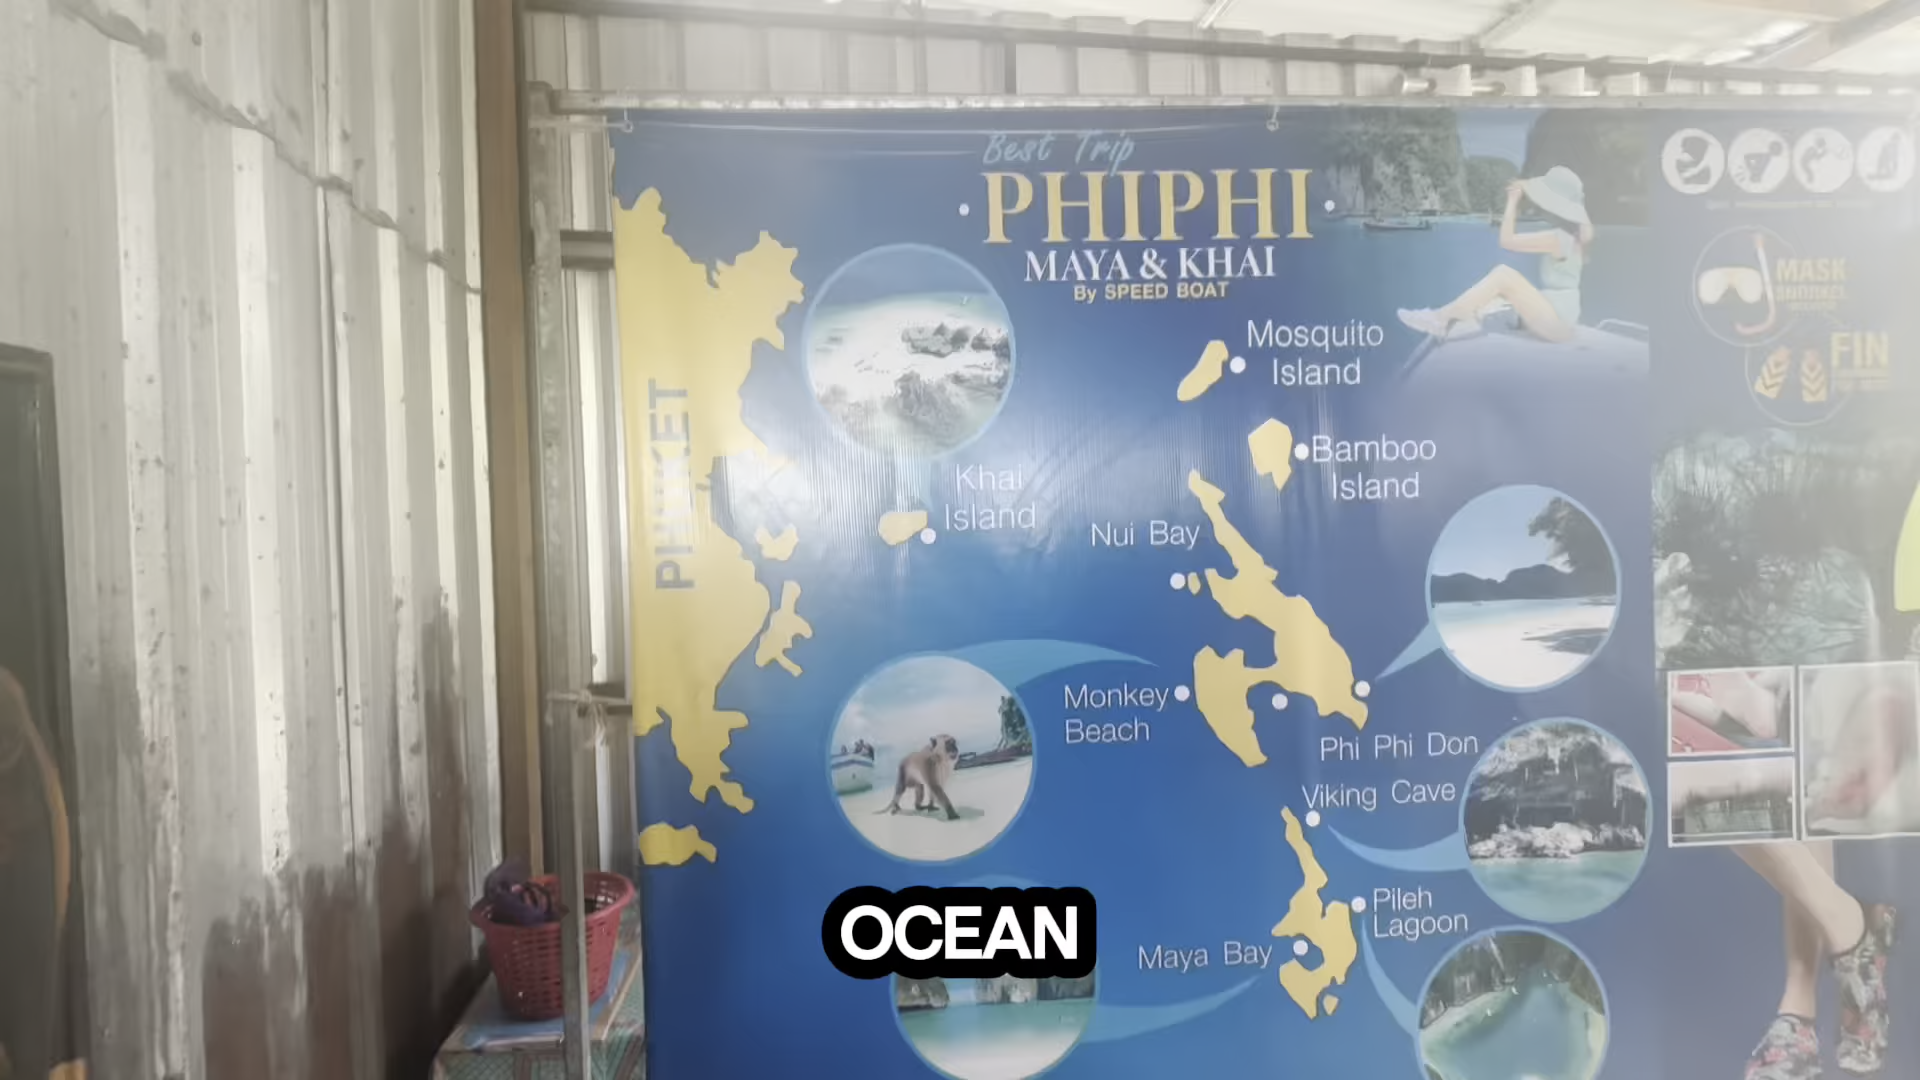 Best Trip
PHIPHI
MAYA & KHAI
By SPEED BOAT
MASK
SNORKEL
FIN
Mosquito
Island
Bamboo
Island
PHUKET
Khai
Island
Nui Bay
Monkey
Beach
Phi Phi Don
Viking Cave
Pileh
Lagoon
Maya Bay
OCEAN